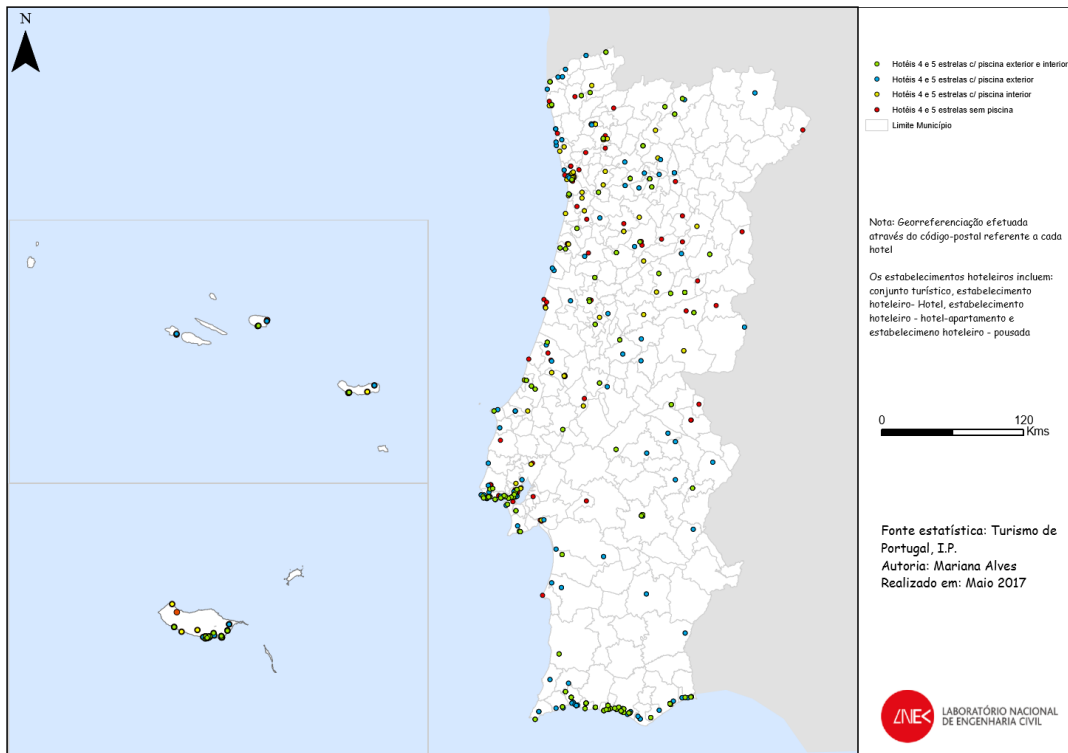 N
Hotéis 4 e 5 estrelas c/ piscina exterior e interior
Hotéis 4 e 5 estrelas c/ piscina exterior
Hotéis 4 e 5 estrelas c/ piscina interior
Hotéis 4 e 5 estrelas sem piscina
Limite Município
Nota: Georreferenciação efetuada
através do código-postal referente a cada
hotel
Os estabelecimentos hoteleiros incluem:
conjunto turístico, estabelecimento
hoteleiro- Hotel, estabelecimento
hoteleiro - hotel-apartamento e
estabelecimeno hoteleiro - pousada
0 120
Kms
Fonte estatística: Turismo de
Portugal, I.P.
Autoria: Mariana Alves
Realizado em: Maio 2017
LNEC
LABORATÓRIO NACIONAL
DE ENGENHARIA CIVIL